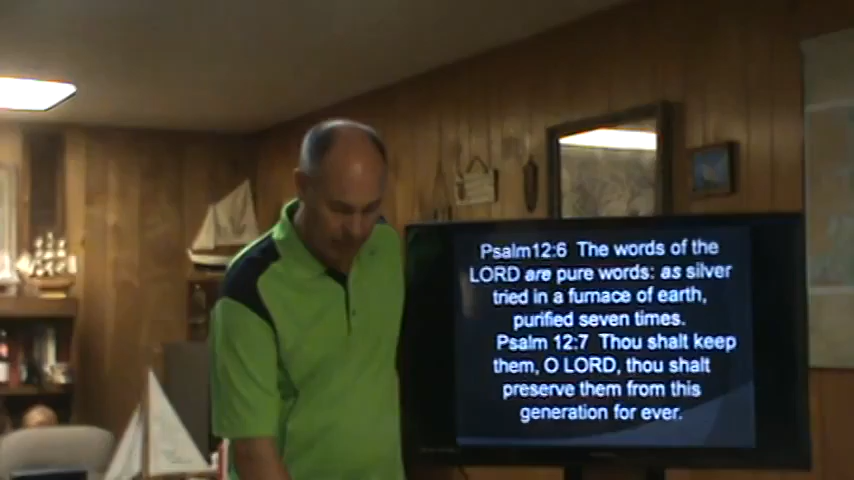 Psalm12:6 The words of the
LORD are pure words: as silver
tried in a furnace of earth,
purified seven times.
Psalm 12:7 Thou shalt keep
them, O LORD, thou shalt
preserve them from this
generation for ever.